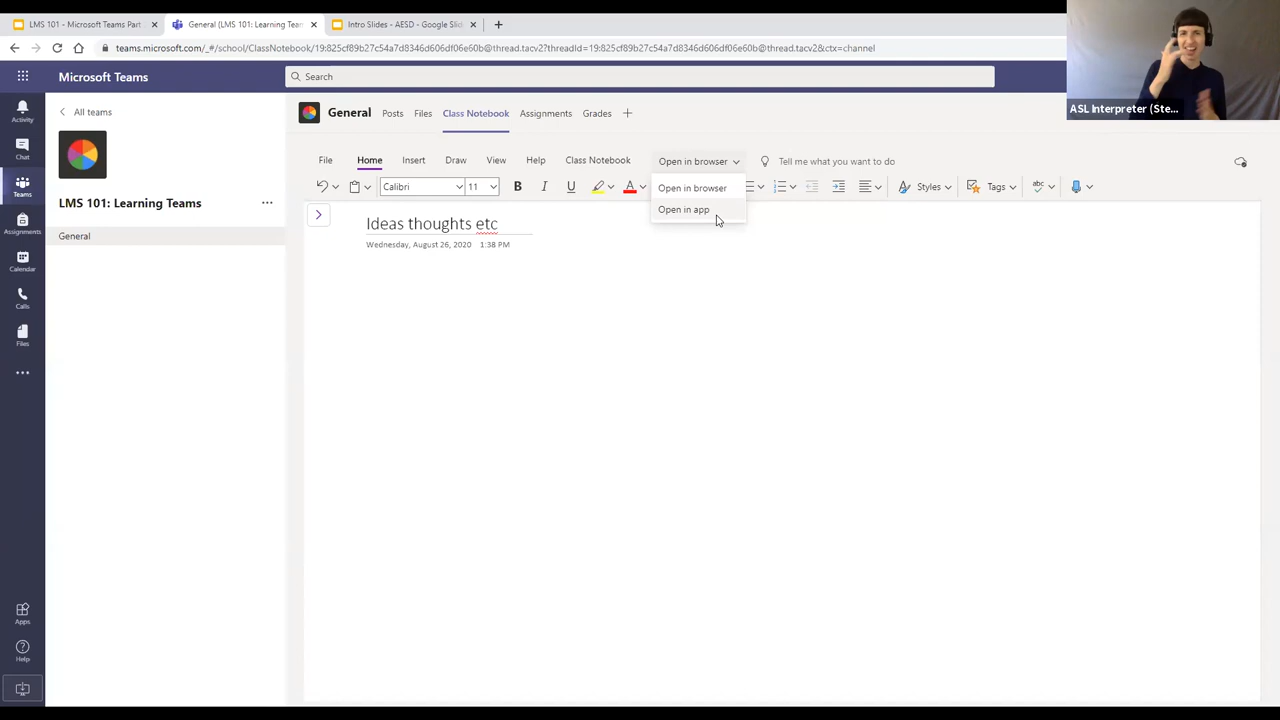 LMS 101 - Microsoft Teams Part
General (LMS 101: Learning Tean
Intro Slides - AESD - Google Slid
teams.microsoft.com/_#/school/ClassNotebook/19:825cf89b27c54a7d8346d606df06e60b@thread.tacv2?threadId=19:825cf89b27c54a7d8346d606df06e60b@thread.tacv2&ctx=channel
Microsoft Teams
Search
ASL Interpreter (Ste...
Activity
Chat
Teams
Assignments
Calendar
Calls
Files
Apps
Help
All teams
LMS 101: Learning Teams
General
General Posts Files Class Notebook Assignments Grades
File Home Insert Draw View Help Class Notebook Open in browser Tell me what you want to do
Calibri 11 B I U A Styles Tags abc
Open in browser
Open in app
Ideas thoughts etc
Wednesday, August 26, 2020 1:38 PM